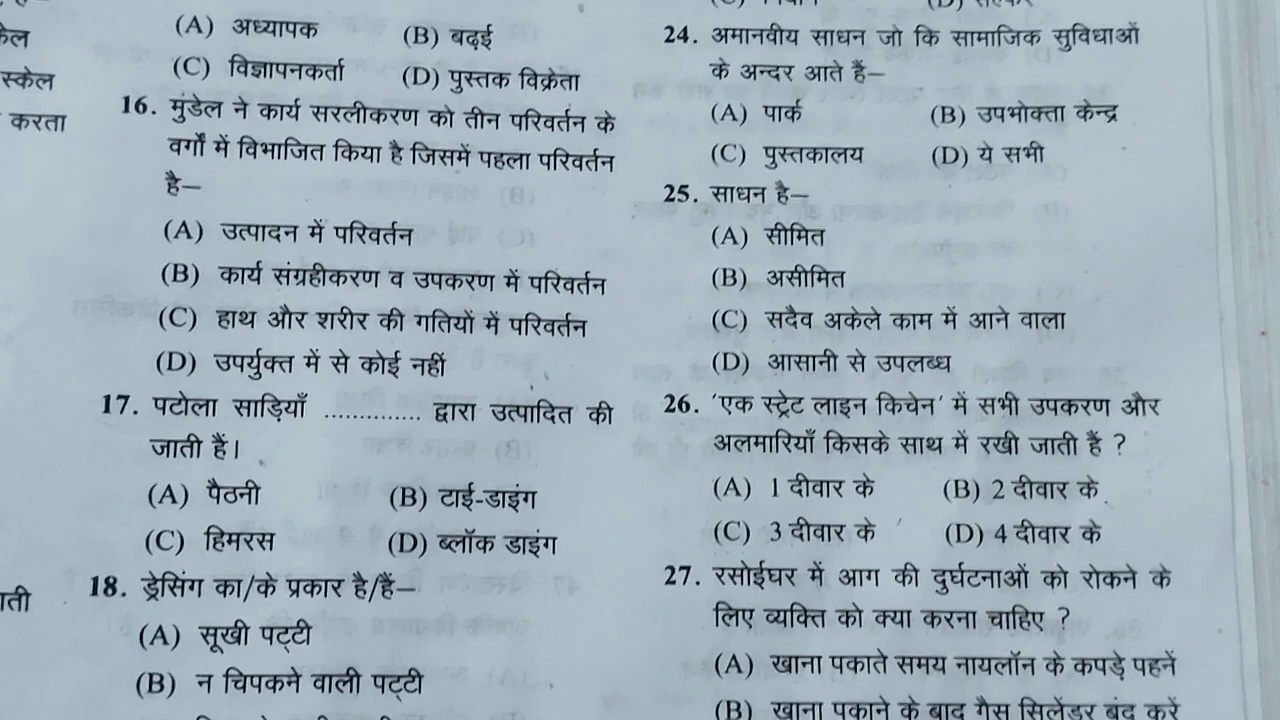 केल
स्केल
करता
ाती
(A) अध्यापक (B) बढ़ई
(C) विज्ञापनकर्ता (D) पुस्तक विक्रेता
16. मुंडेल ने कार्य सरलीकरण को तीन परिवर्तन के
वर्गों में विभाजित किया है जिसमें पहला परिवर्तन
है—
(A) उत्पादन में परिवर्तन
(B) कार्य संग्रहीकरण व उपकरण में परिवर्तन
(C) हाथ और शरीर की गतियों में परिवर्तन
(D) उपर्युक्त में से कोई नहीं
17. पटोला साड़ियाँ .............. द्वारा उत्पादित की
जाती हैं।
(A) पैठनी (B) टाई-डाइंग
(C) हिमरस (D) ब्लॉक डाइंग
18. ड्रेसिंग का/के प्रकार है/हैं—
(A) सूखी पट्टी
(B) न चिपकने वाली पट्टी
24. अमानवीय साधन जो कि सामाजिक सुविधाओं
के अन्दर आते हैं—
(A) पार्क (B) उपभोक्ता केन्द्र
(C) पुस्तकालय (D) ये सभी
25. साधन है—
(A) सीमित
(B) असीमित
(C) सदैव अकेले काम में आने वाला
(D) आसानी से उपलब्ध
26. 'एक स्ट्रेट लाइन किचेन' में सभी उपकरण और
अलमारियाँ किसके साथ में रखी जाती हैं ?
(A) 1 दीवार के (B) 2 दीवार के
(C) 3 दीवार के (D) 4 दीवार के
27. रसोईघर में आग की दुर्घटनाओं को रोकने के
लिए व्यक्ति को क्या करना चाहिए ?
(A) खाना पकाते समय नायलॉन के कपड़े पहनें
(B) खाना पकाने के बाद गैस सिलेंडर बंद करें